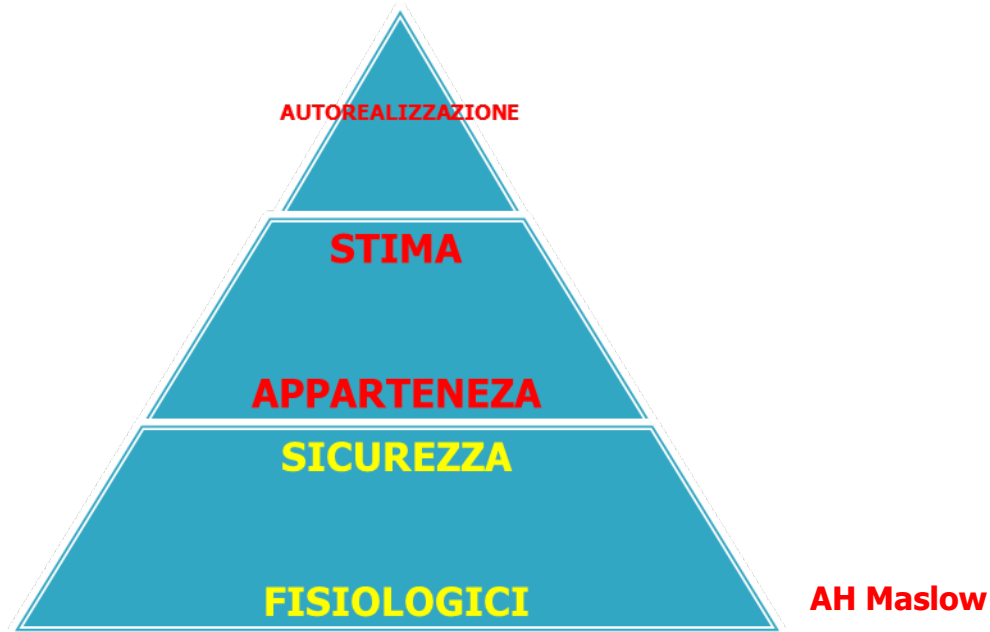 AUTOREALIZZAZIONE
STIMA
APPARTENEZA
SICUREZZA
FISIOLOGICI
AH Maslow